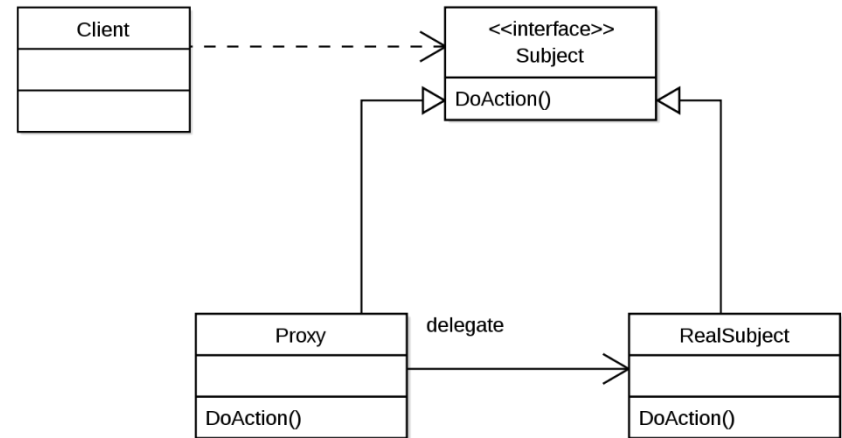 Client
<<interface>>
Subject
DoAction()
Proxy
DoAction()
delegate
RealSubject
DoAction()